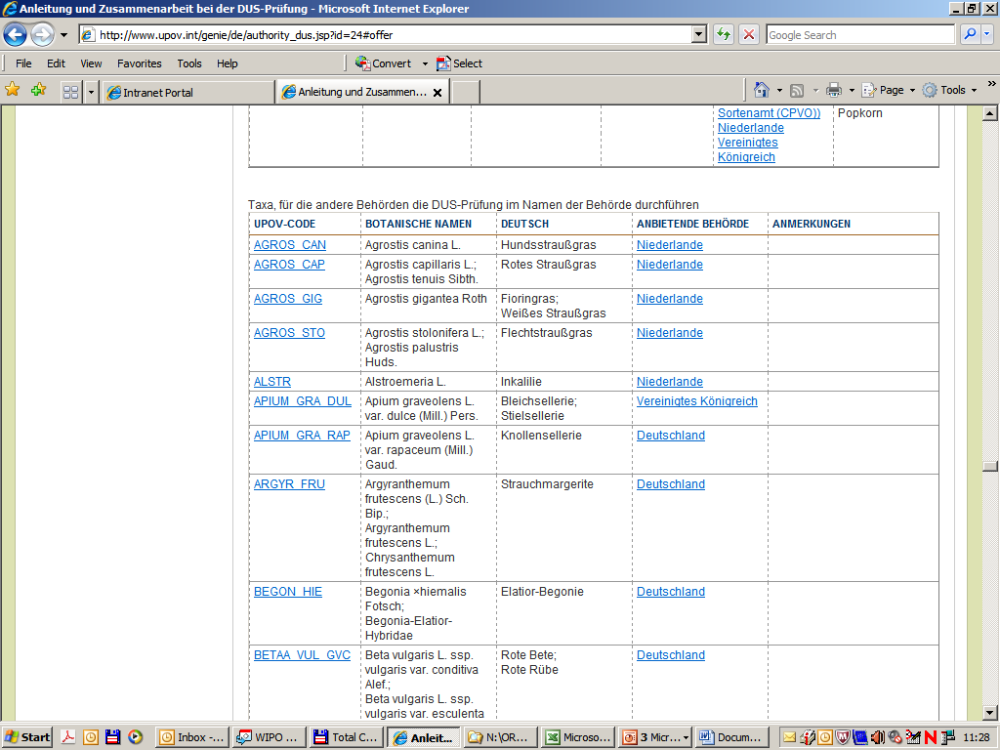 Anleitung und Zusammenarbeit bei der DUS-Prüfung - Microsoft Internet Explorer
http://www.upov.int/genie/de/authority_dus.jsp?id=24#offer
Google Search
File Edit View Favorites Tools Help
Convert Select
Intranet Portal
Anleitung und Zusammen...
Page Tools
Sortenamt (CPVO)) Popkorn
Niederlande
Vereinigtes
Königreich
Taxa, für die andere Behörden die DUS-Prüfung im Namen der Behörde durchführen
UPOV-CODE BOTANISCHE NAMEN DEUTSCH ANBIETENDE BEHÖRDE ANMERKUNGEN
AGROS_CAN Agrostis canina L. Hundsstraußgras Niederlande
AGROS_CAP Agrostis capillaris L.; Rotes Straußgras Niederlande
Agrostis tenuis Sibth.
AGROS_GIG Agrostis gigantea Roth Fioringras; Niederlande
Weißes Straußgras
AGROS_STO Agrostis stolonifera L.; Flechtstraußgras Niederlande
Agrostis palustris
Huds.
ALSTR Alstroemeria L. Inkalilie Niederlande
APIUM_GRA_DUL Apium graveolens L. Bleichsellerie; Vereinigtes Königreich
var. dulce (Mill.) Pers. Stielsellerie
APIUM_GRA_RAP Apium graveolens L. Knollensellerie Deutschland
var. rapaceum (Mill.)
Gaud.
ARGYR_FRU Argyranthemum Strauchmargerite Deutschland
frutescens (L.) Sch.
Bip.;
Argyranthemum
frutescens L.;
Chrysanthemum
frutescens L.
BEGON_HIE Begonia ×hiemalis Elatior-Begonie Deutschland
Fotsch;
Begonia-Elatior-
Hybridae
BETAA_VUL_GVC Beta vulgaris L. ssp. Rote Bete; Deutschland
vulgaris var. conditiva Rote Rübe
Alef.;
Beta vulgaris L. ssp.
vulgaris var. esculenta
Start Inbox -... WIPO ... Total C... Anleit... N:\OR... Microso... 3 Micr... Docum... 11:28